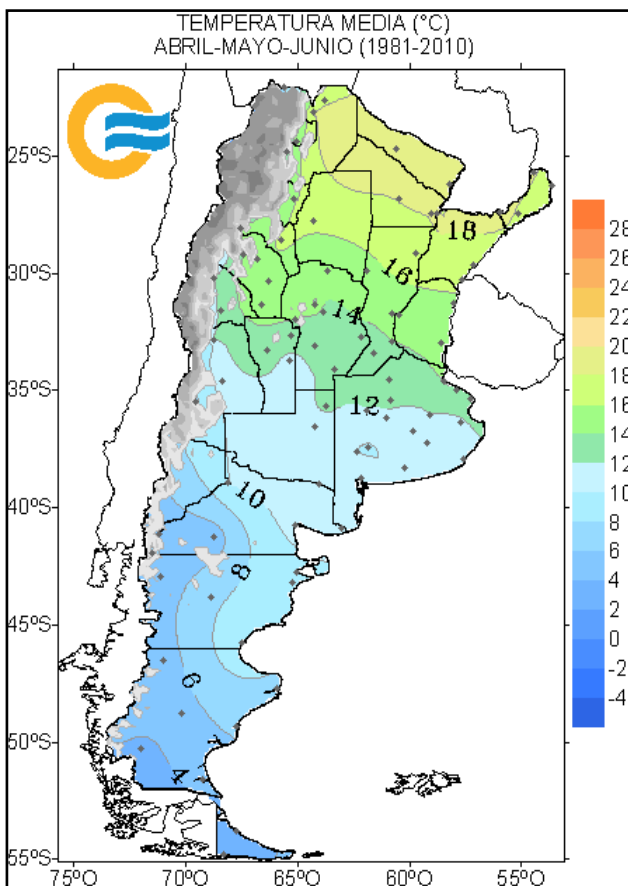 TEMPERATURA MEDIA (°C)
ABRIL-MAYO-JUNIO (1981-2010)
25ºS
30ºS
35ºS
40ºS
45ºS
50ºS
55ºS
75ºO
70ºO
65ºO
60ºO
55ºO
18
16
14
12
10
8
6
4
28
26
24
22
20
18
16
14
12
10
8
6
4
2
0
-2
-4